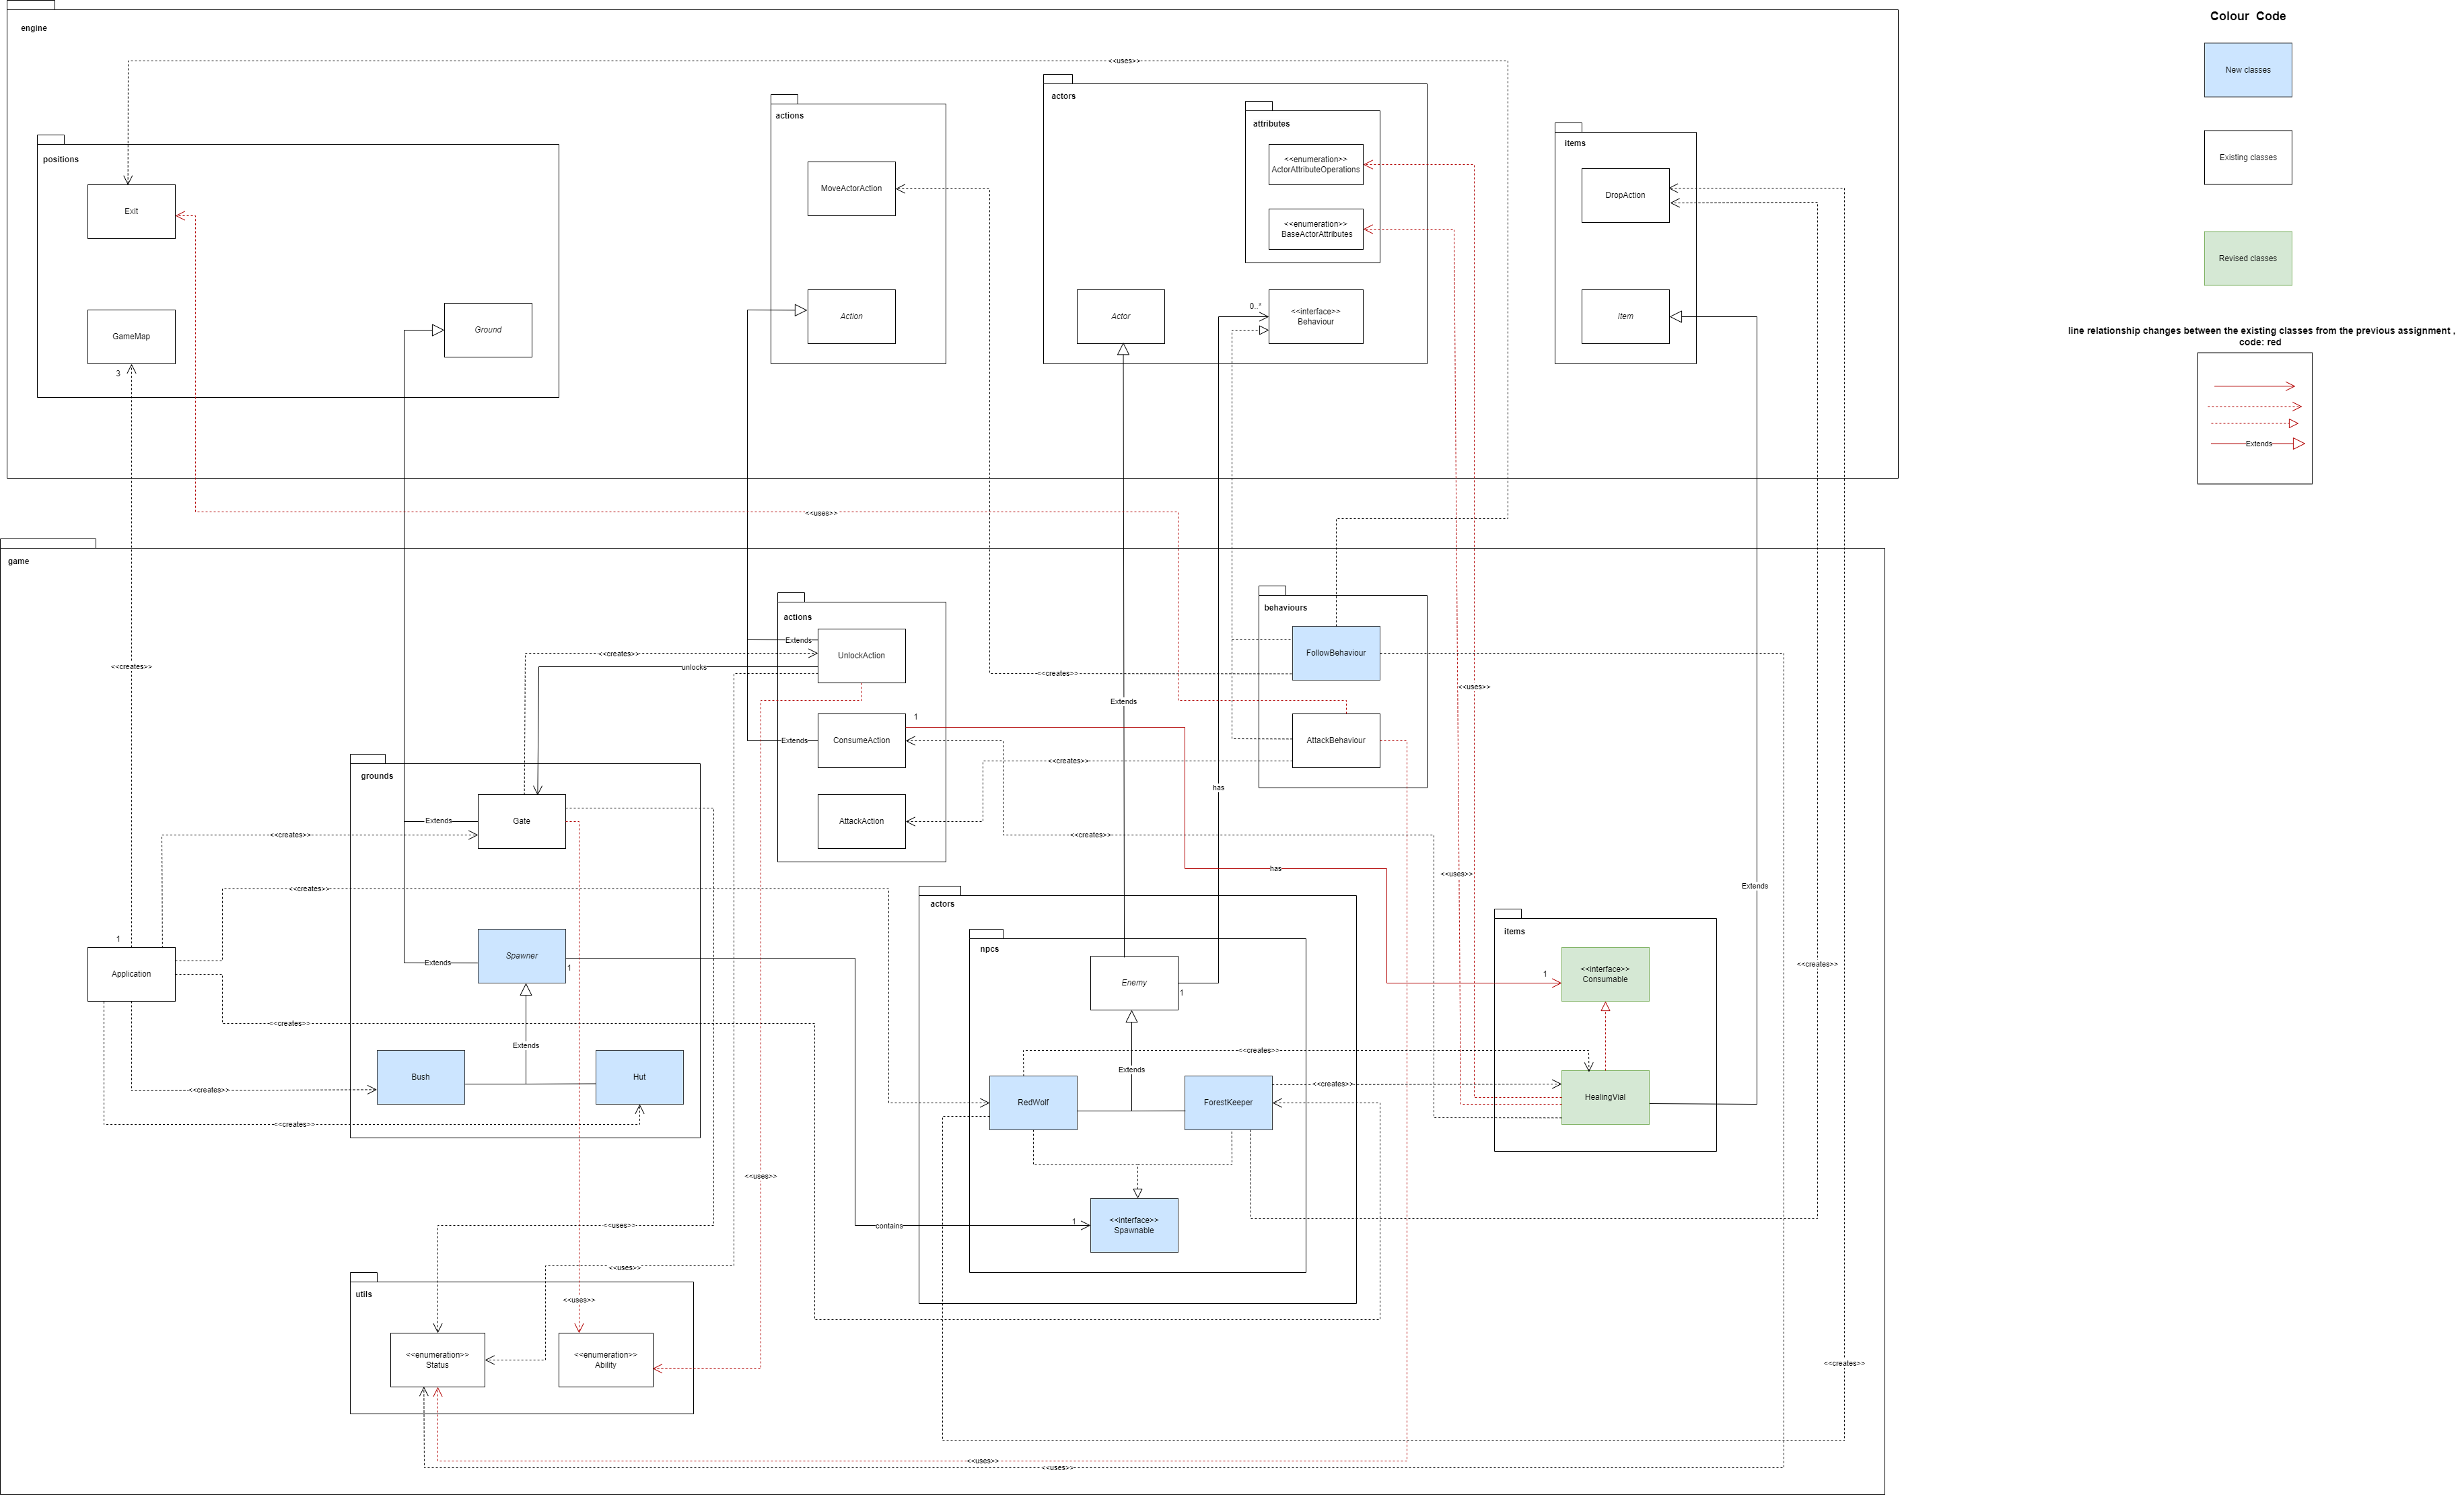 Colour  Code
engine
<<uses>>
New classes
actors
actions
attributes
items
positions
<<enumeration>>
ActorAttributeOperations
Existing classes
MoveActorAction
DropAction
Exit
<<enumeration>>
BaseActorAttributes
Revised classes
0..*
<<interface>>
Behaviour
Action
Actor
Item
Ground
GameMap
line relationship changes between the existing classes from the previous assignment ,
code: red
3
Extends
<<uses>>
game
behaviours
actions
Extends
UnlockAction
<<creates>>
FollowBehaviour
<<creates>>
unlocks
<<creates>>
<<uses>>
Extends
1
Extends
ConsumeAction
AttackBehaviour
<<creates>>
grounds
has
Extends
Gate
AttackAction
<<creates>>
<<creates>>
has
<<uses>>
<<creates>>
Extends
actors
items
1
npcs
Spawner
Extends
1
<<creates>>
Application
<<interface>>
Consumable
1
Enemy
1
<<creates>>
Extends
<<creates>>
Extends
Bush
Hut
<<creates>>
<<creates>>
RedWolf
ForestKeeper
HealingVial
<<creates>>
<<uses>>
<<uses>>
contains
1
<<interface>>
Spawnable
<<uses>>
utils
<<uses>>
<<enumeration>>
Status
<<enumeration>>
Ability
<<creates>>
<<uses>>
<<uses>>